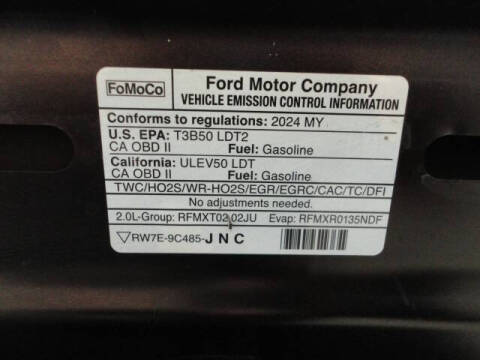 FoMoCo
Ford Motor Company
VEHICLE EMISSION CONTROL INFORMATION
Conforms to regulations: 2024 MY
U.S. EPA: T3B50 LDT2
CA OBD II Fuel: Gasoline
California: ULEV50 LDT
CA OBD II Fuel: Gasoline
TWC/HO2S/WR-HO2S/EGR/EGRC/CAC/TC/DFI
No adjustments needed.
2.0L-Group: RFMXT02.02JU Evap: RFMXR0135NDF
RW7E-9C485-JNC